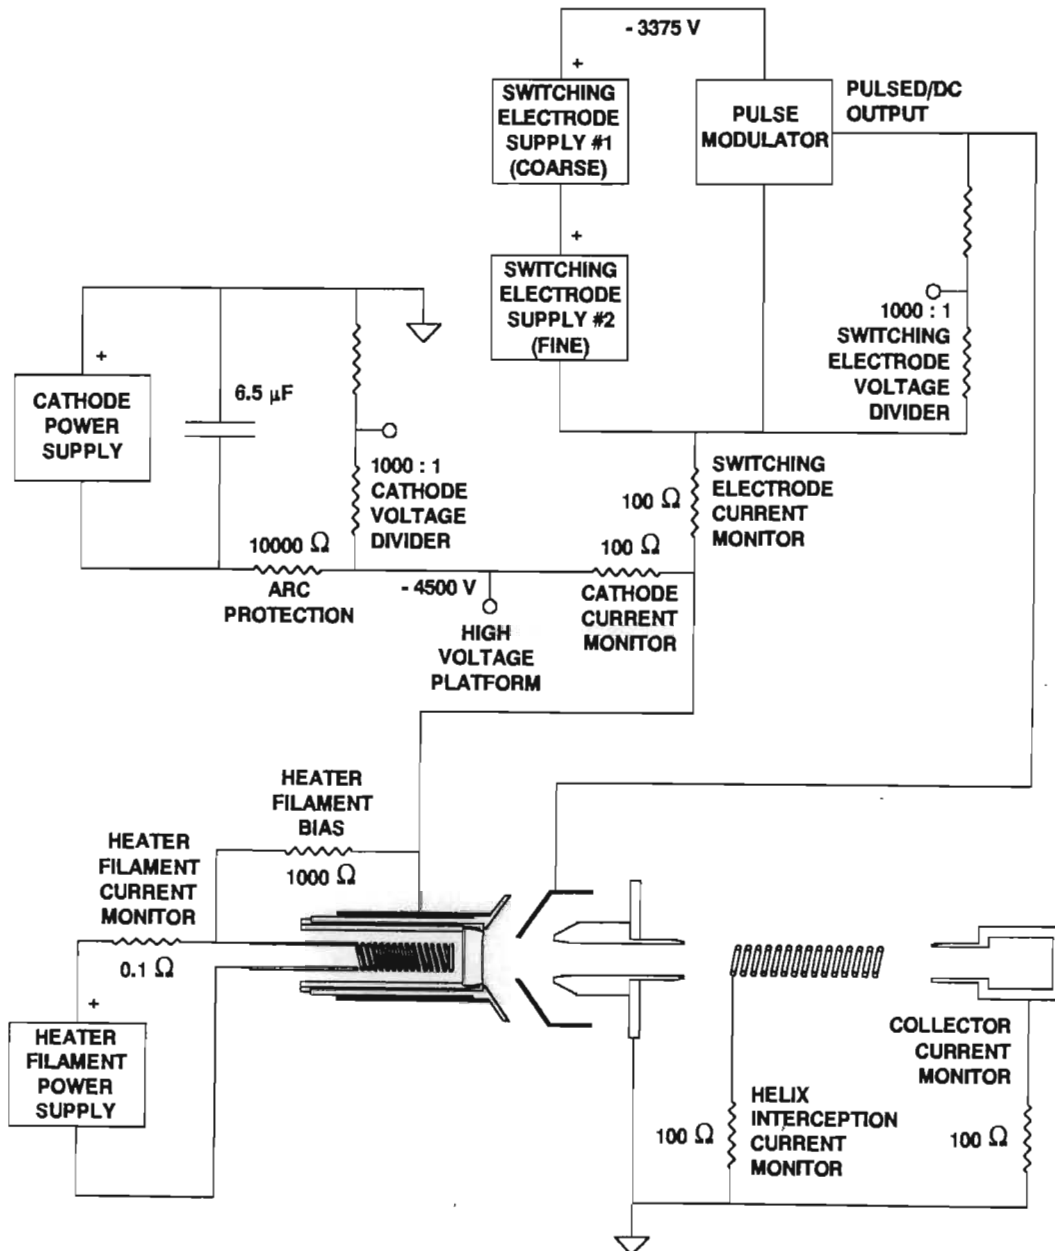 - 3375 V
+
SWITCHING
ELECTRODE
SUPPLY #1
(COARSE)
PULSE
MODULATOR
PULSED/DC
OUTPUT
+
SWITCHING
ELECTRODE
SUPPLY #2
(FINE)
1000 : 1
SWITCHING
ELECTRODE
VOLTAGE
DIVIDER
+
CATHODE
POWER
SUPPLY
6.5 µF
1000 : 1
CATHODE
VOLTAGE
DIVIDER
10000 Ω
ARC
PROTECTION
- 4500 V
HIGH
VOLTAGE
PLATFORM
100 Ω
SWITCHING
ELECTRODE
CURRENT
MONITOR
100 Ω
CATHODE
CURRENT
MONITOR
HEATER
FILAMENT
BIAS
1000 Ω
HEATER
FILAMENT
CURRENT
MONITOR
0.1 Ω
+
HEATER
FILAMENT
POWER
SUPPLY
100 Ω
HELIX
INTERCEPTION
CURRENT
MONITOR
COLLECTOR
CURRENT
MONITOR
100 Ω